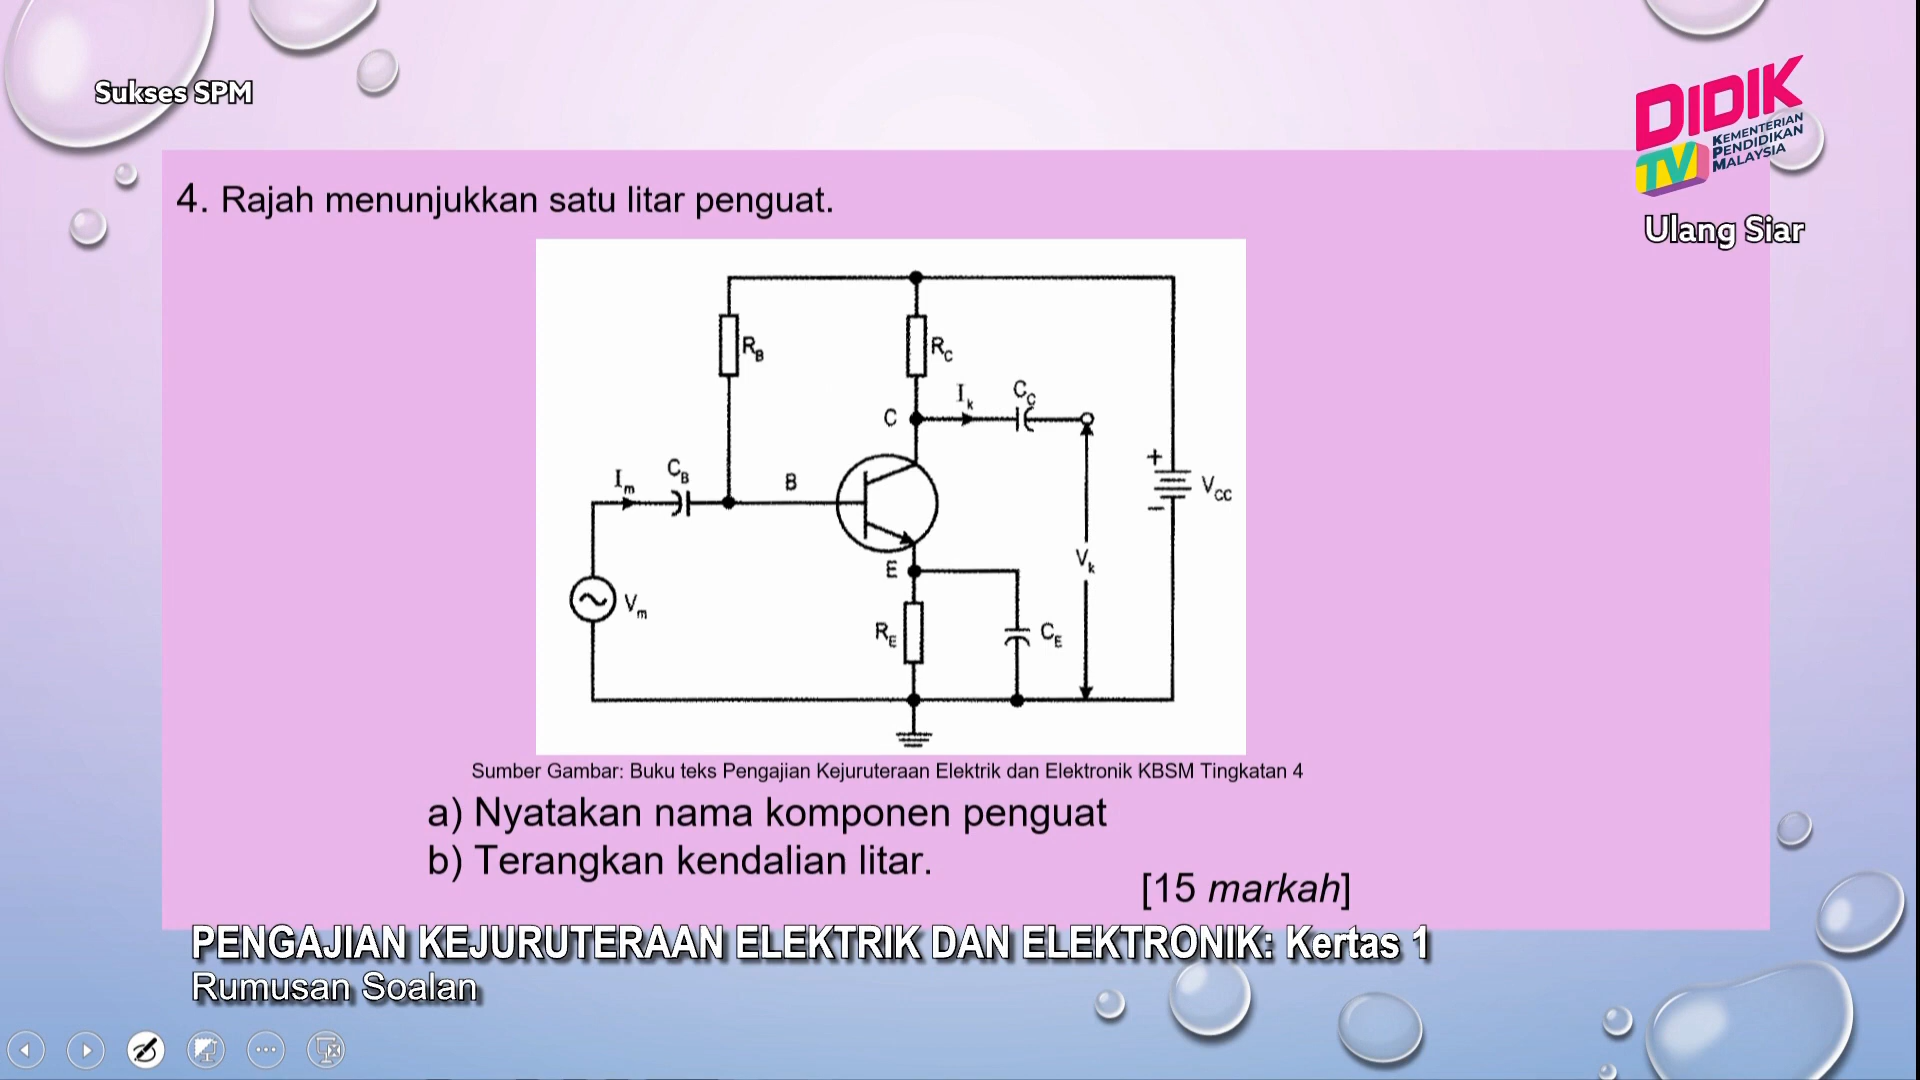 Sukses SPM
DIDIK
TV
KEMENTERIAN
PENDIDIKAN
MALAYSIA
Ulang Siar
4. Rajah menunjukkan satu litar penguat.
RB
RC
C
Ik
CC
Im
CB
B
+
VCC
−
E
Vk
Vm
RE
CE
Sumber Gambar: Buku teks Pengajian Kejuruteraan Elektrik dan Elektronik KBSM Tingkatan 4
a) Nyatakan nama komponen penguat
b) Terangkan kendalian litar.
[15 markah]
PENGAJIAN KEJURUTERAAN ELEKTRIK DAN ELEKTRONIK: Kertas 1
Rumusan Soalan